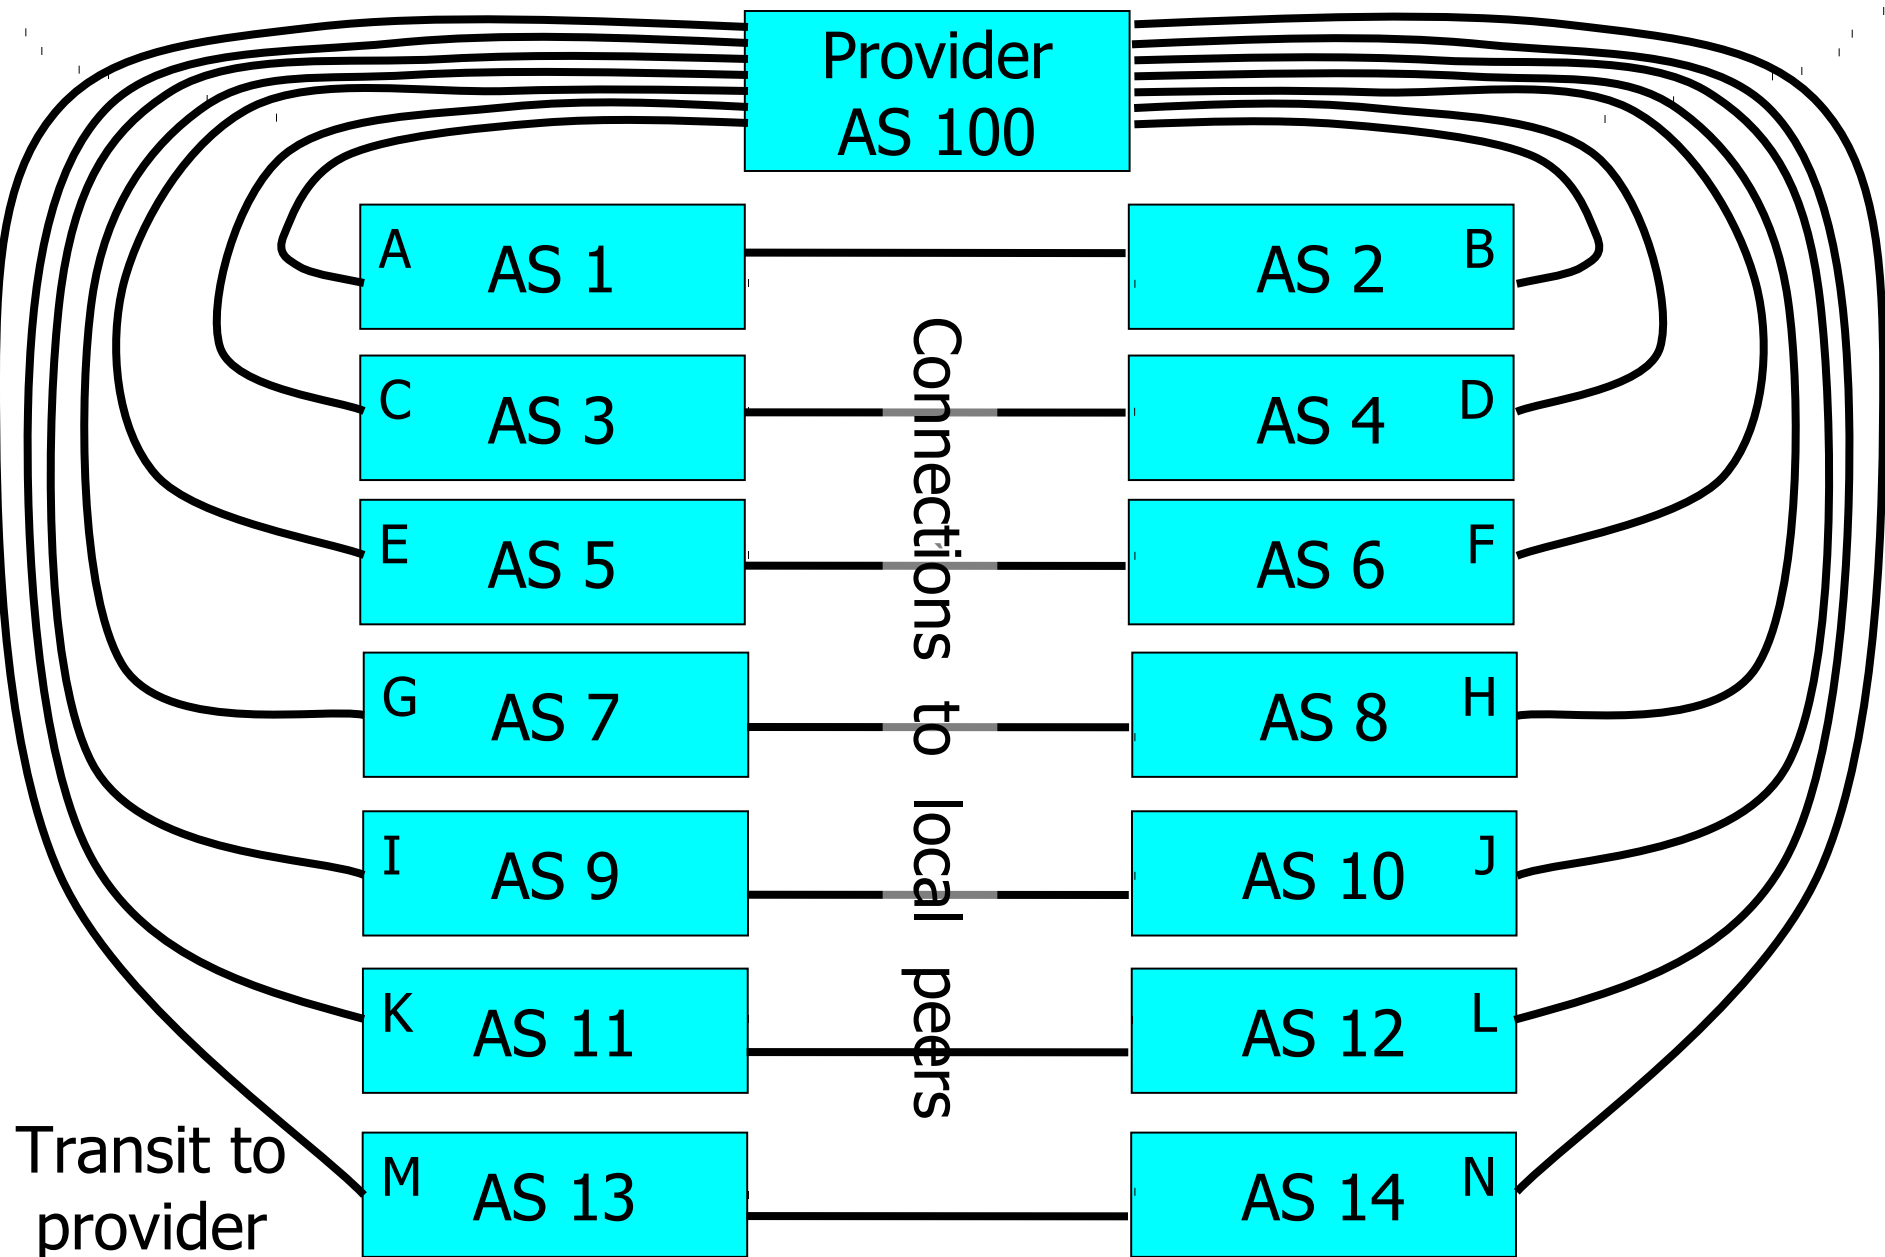 Provider
AS 100
A AS 1
AS 2 B
C AS 3
AS 4 D
E AS 5
AS 6 F
G AS 7
AS 8 H
I AS 9
AS 10 J
K AS 11
AS 12 L
M AS 13
AS 14 N
Connections to local peers
Transit to
provider